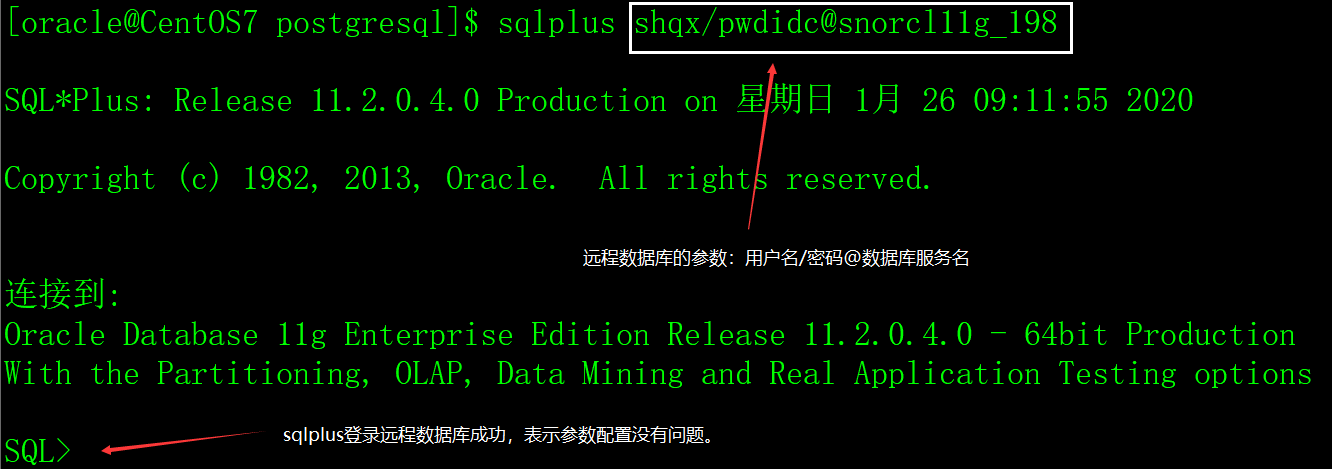 [oracle@CentOS7 postgresql]$ sqlplus shqx/pwdidc@snorcl11g_198
SQL*Plus: Release 11.2.0.4.0 Production on 星期日 1月 26 09:11:55 2020
Copyright (c) 1982, 2013, Oracle.  All rights reserved.
远程数据库的参数：用户名/密码@数据库服务名
连接到:
Oracle Database 11g Enterprise Edition Release 11.2.0.4.0 - 64bit Production
With the Partitioning, OLAP, Data Mining and Real Application Testing options
sqlplus登录远程数据库成功，表示参数配置没有问题。
SQL>